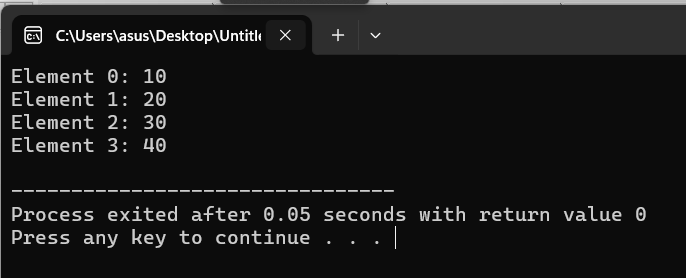 C:\Users\asus\Desktop\Untitle
Element 0: 10
Element 1: 20
Element 2: 30
Element 3: 40
--------------------------------
Process exited after 0.05 seconds with return value 0
Press any key to continue . . .